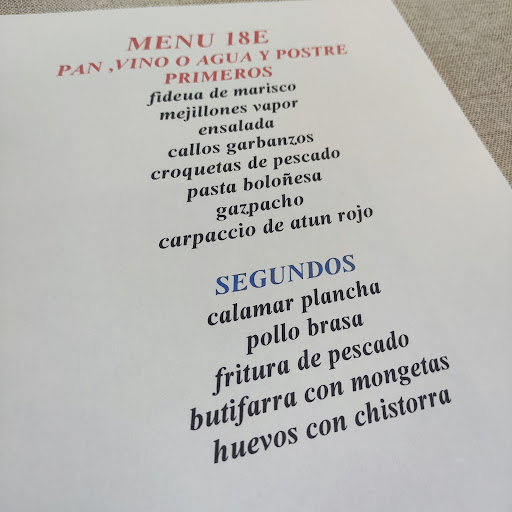 MENU 18E
PAN ,VINO O AGUA Y POSTRE
PRIMEROS
fideua de marisco
mejillones vapor
ensalada
callos garbanzos
croquetas de pescado
pasta boloñesa
gazpacho
carpaccio de atun rojo
SEGUNDOS
calamar plancha
pollo brasa
fritura de pescado
butifarra con mongetas
huevos con chistorra